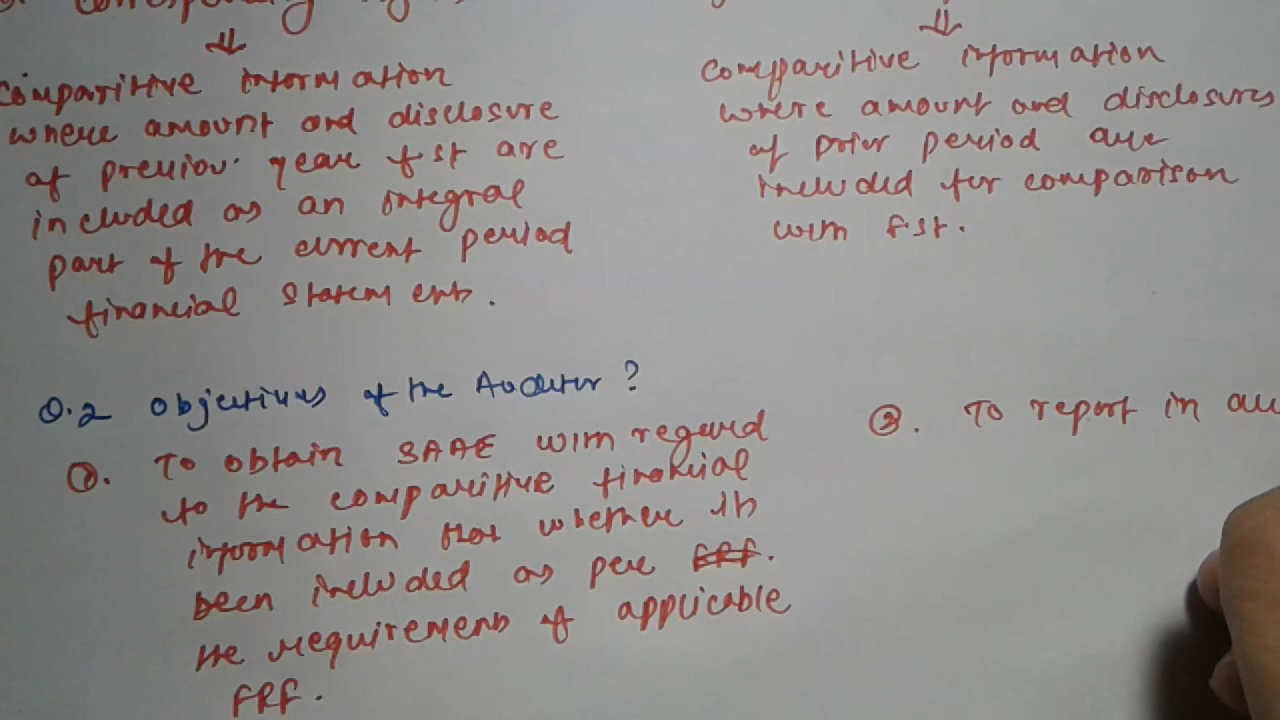 Corresponding
⇓
comparitive information
where amount and disclosure
of previou. year fst are
included as an integral
part of the current period
financial statements.
⇓
comparitive information
where amount and disclosures
of prior period are
included for comparison
with fst.
Q.2 Objectives of the Auditor ?
①. To obtain SAAE with regard
to the comparitive financial
information that whether its
been included as per FRF.
the requirements of applicable
FRF.
②. To report in acc